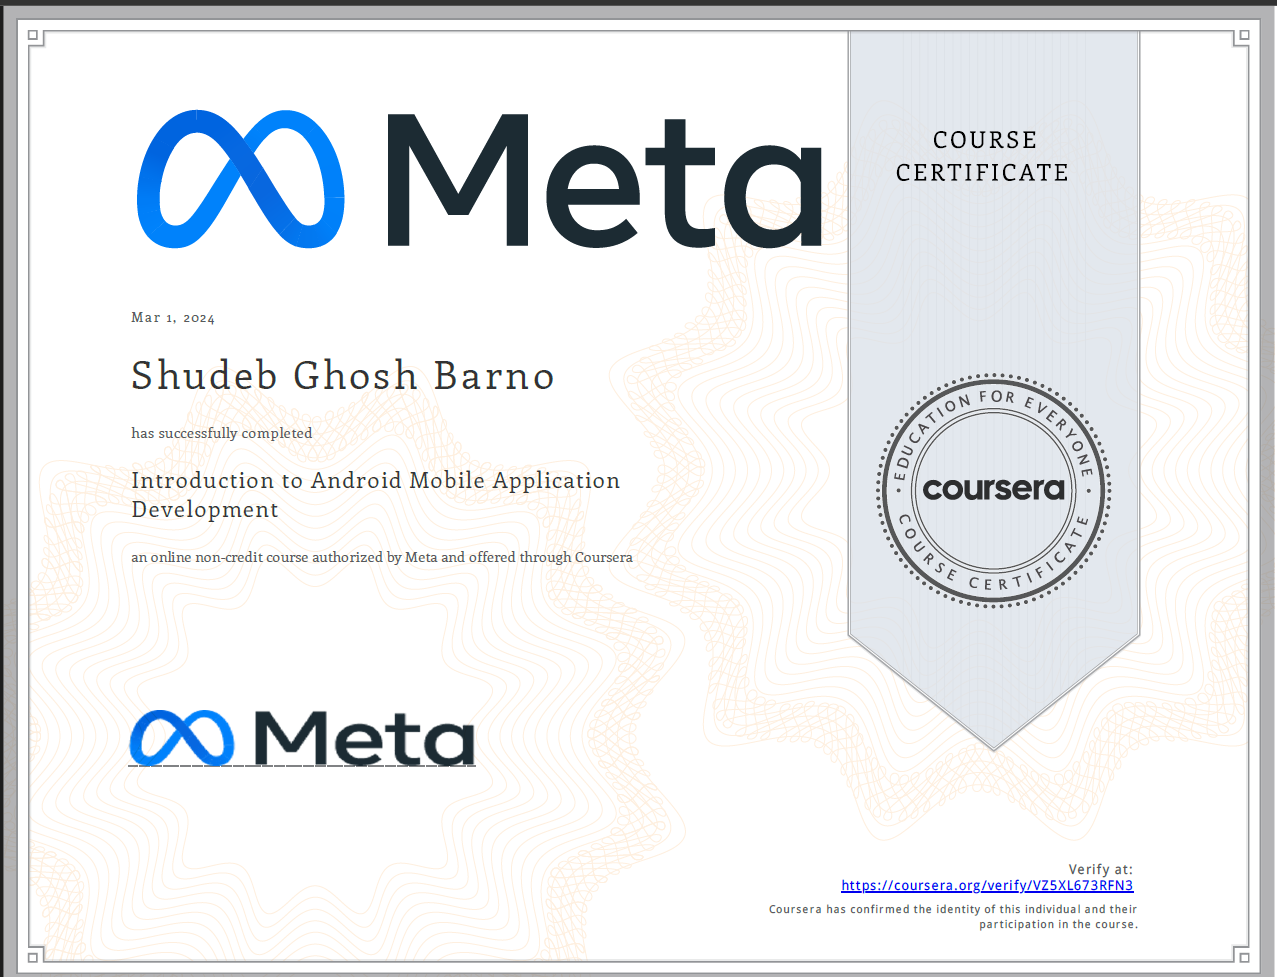 Meta
COURSE
CERTIFICATE
Mar 1, 2024
Shudeb Ghosh Barno
has successfully completed
Introduction to Android Mobile Application
Development
an online non-credit course authorized by Meta and offered through Coursera
EDUCATION FOR EVERYONE
coursera
COURSE CERTIFICATE
Meta
Verify at:
https://coursera.org/verify/VZ5XL673RFN3
Coursera has confirmed the identity of this individual and their
participation in the course.